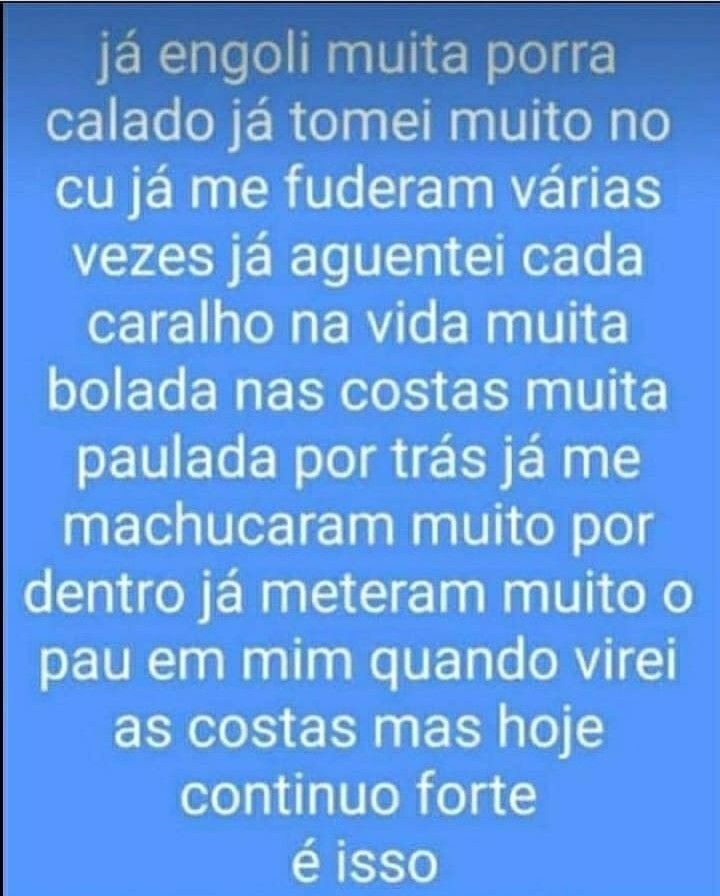 já engoli muita porra
calado já tomei muito no
cu já me fuderam várias
vezes já aguentei cada
caralho na vida muita
bolada nas costas muita
paulada por trás já me
machucaram muito por
dentro já meteram muito o
pau em mim quando virei
as costas mas hoje
continuo forte
é isso